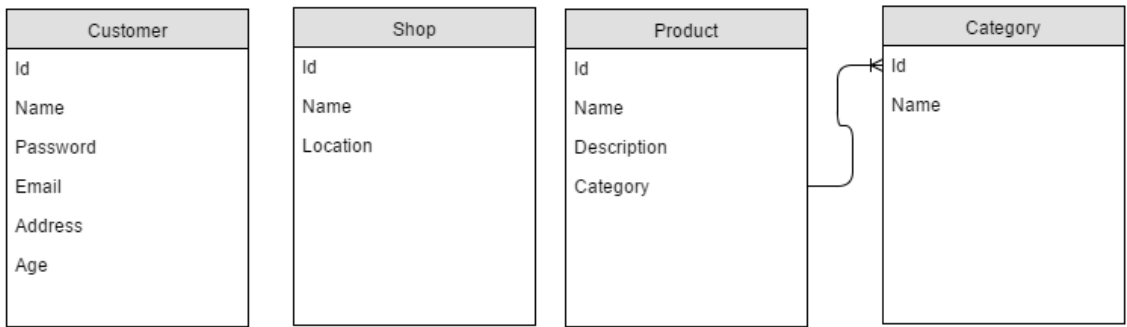 Customer
Id
Name
Password
Email
Address
Age
Shop
Id
Name
Location
Product
Id
Name
Description
Category
Category
Id
Name